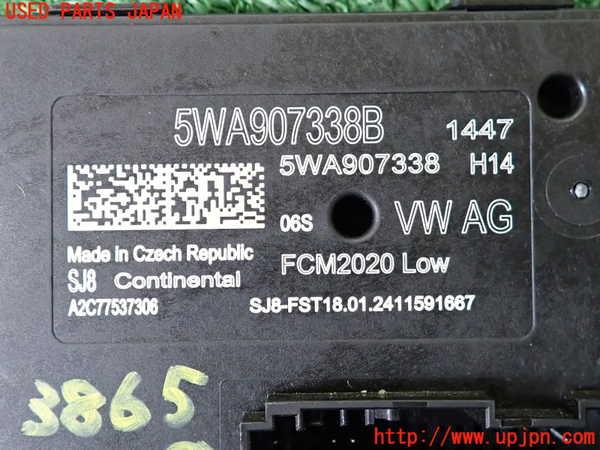 USED PARTS JAPAN
5WA907338B 1447
5WA907338 H14
06S VW AG
Made in Czech Republic
SJ8 Continental FCM2020 Low
A2C77537306 SJ8-FST18.01.2411591667
3865
http://www.upjpn.com